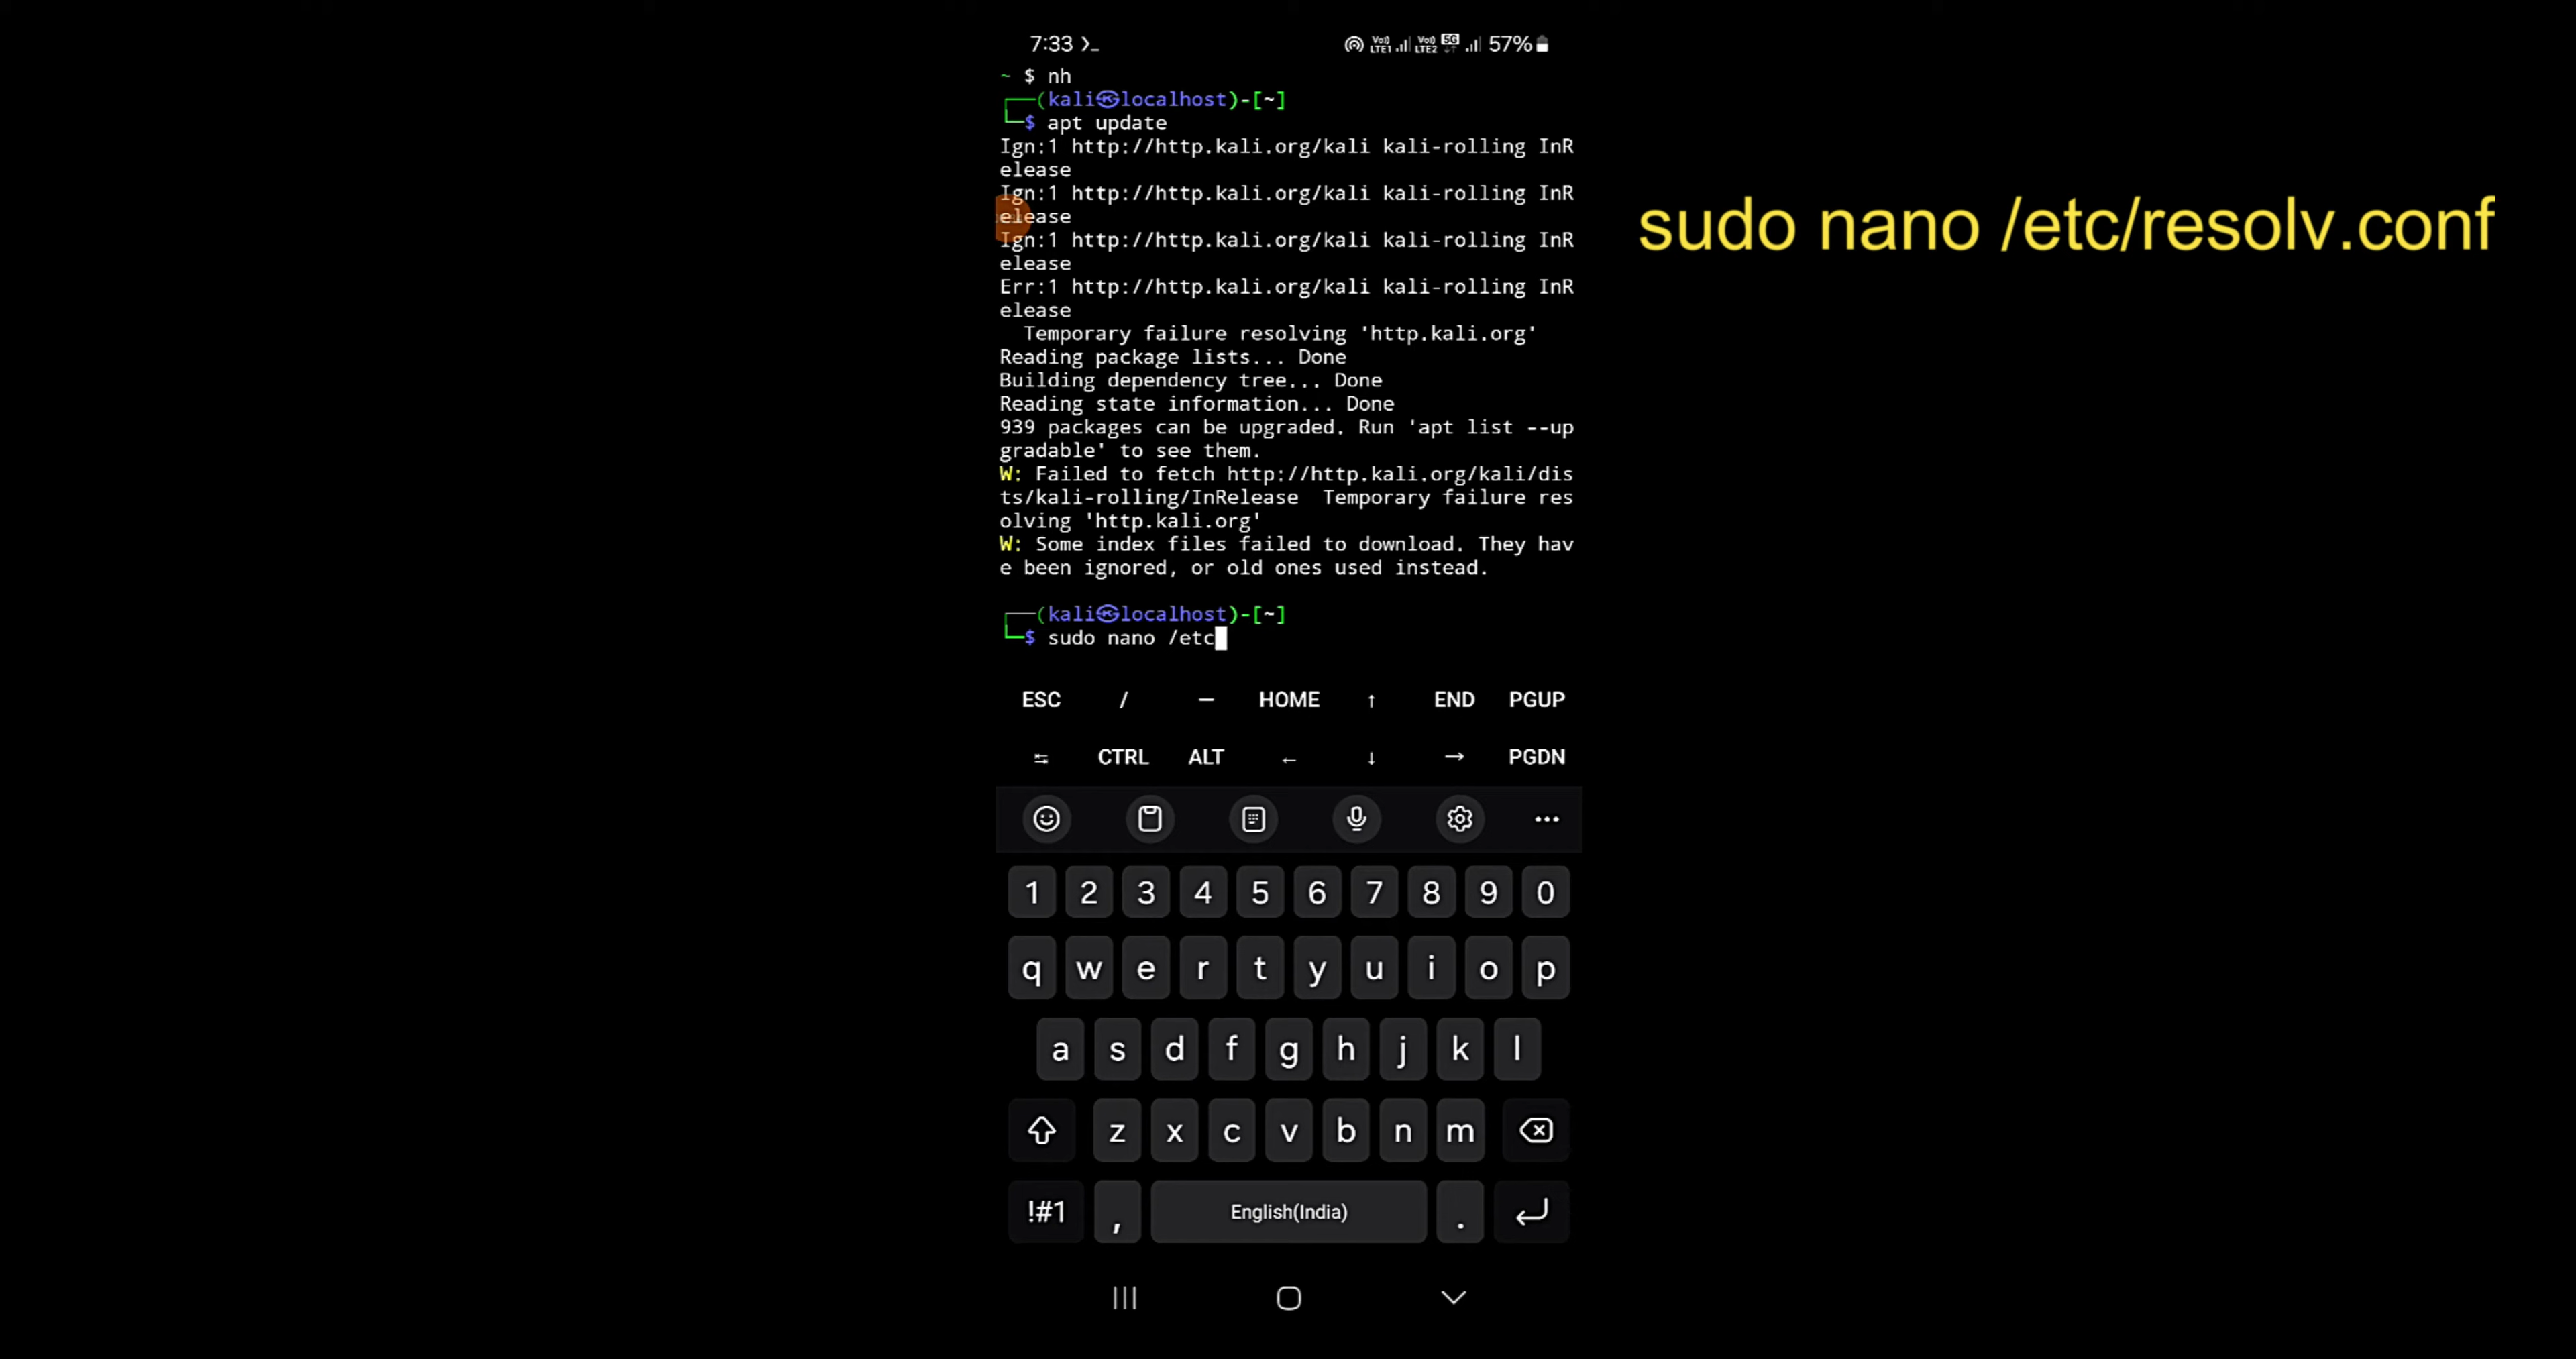 7:33 >_ Vo) LTE1 Vo) LTE2 5G 57%
~ $ nh
(kali㉿localhost)-[~]
$ apt update
Ign:1 http://http.kali.org/kali kali-rolling InR
elease
Ign:1 http://http.kali.org/kali kali-rolling InR
elease
Ign:1 http://http.kali.org/kali kali-rolling InR
elease
Err:1 http://http.kali.org/kali kali-rolling InR
elease
Temporary failure resolving 'http.kali.org'
Reading package lists... Done
Building dependency tree... Done
Reading state information... Done
939 packages can be upgraded. Run 'apt list --up
gradable' to see them.
W: Failed to fetch http://http.kali.org/kali/dis
ts/kali-rolling/InRelease  Temporary failure res
olving 'http.kali.org'
W: Some index files failed to download. They hav
e been ignored, or old ones used instead.
(kali㉿localhost)-[~]
$ sudo nano /etc
sudo nano /etc/resolv.conf
ESC / — HOME ↑ END PGUP
⇆ CTRL ALT ← ↓ → PGDN
1 2 3 4 5 6 7 8 9 0
q w e r t y u i o p
a s d f g h j k l
z x c v b n m
!#1 , English(India) .